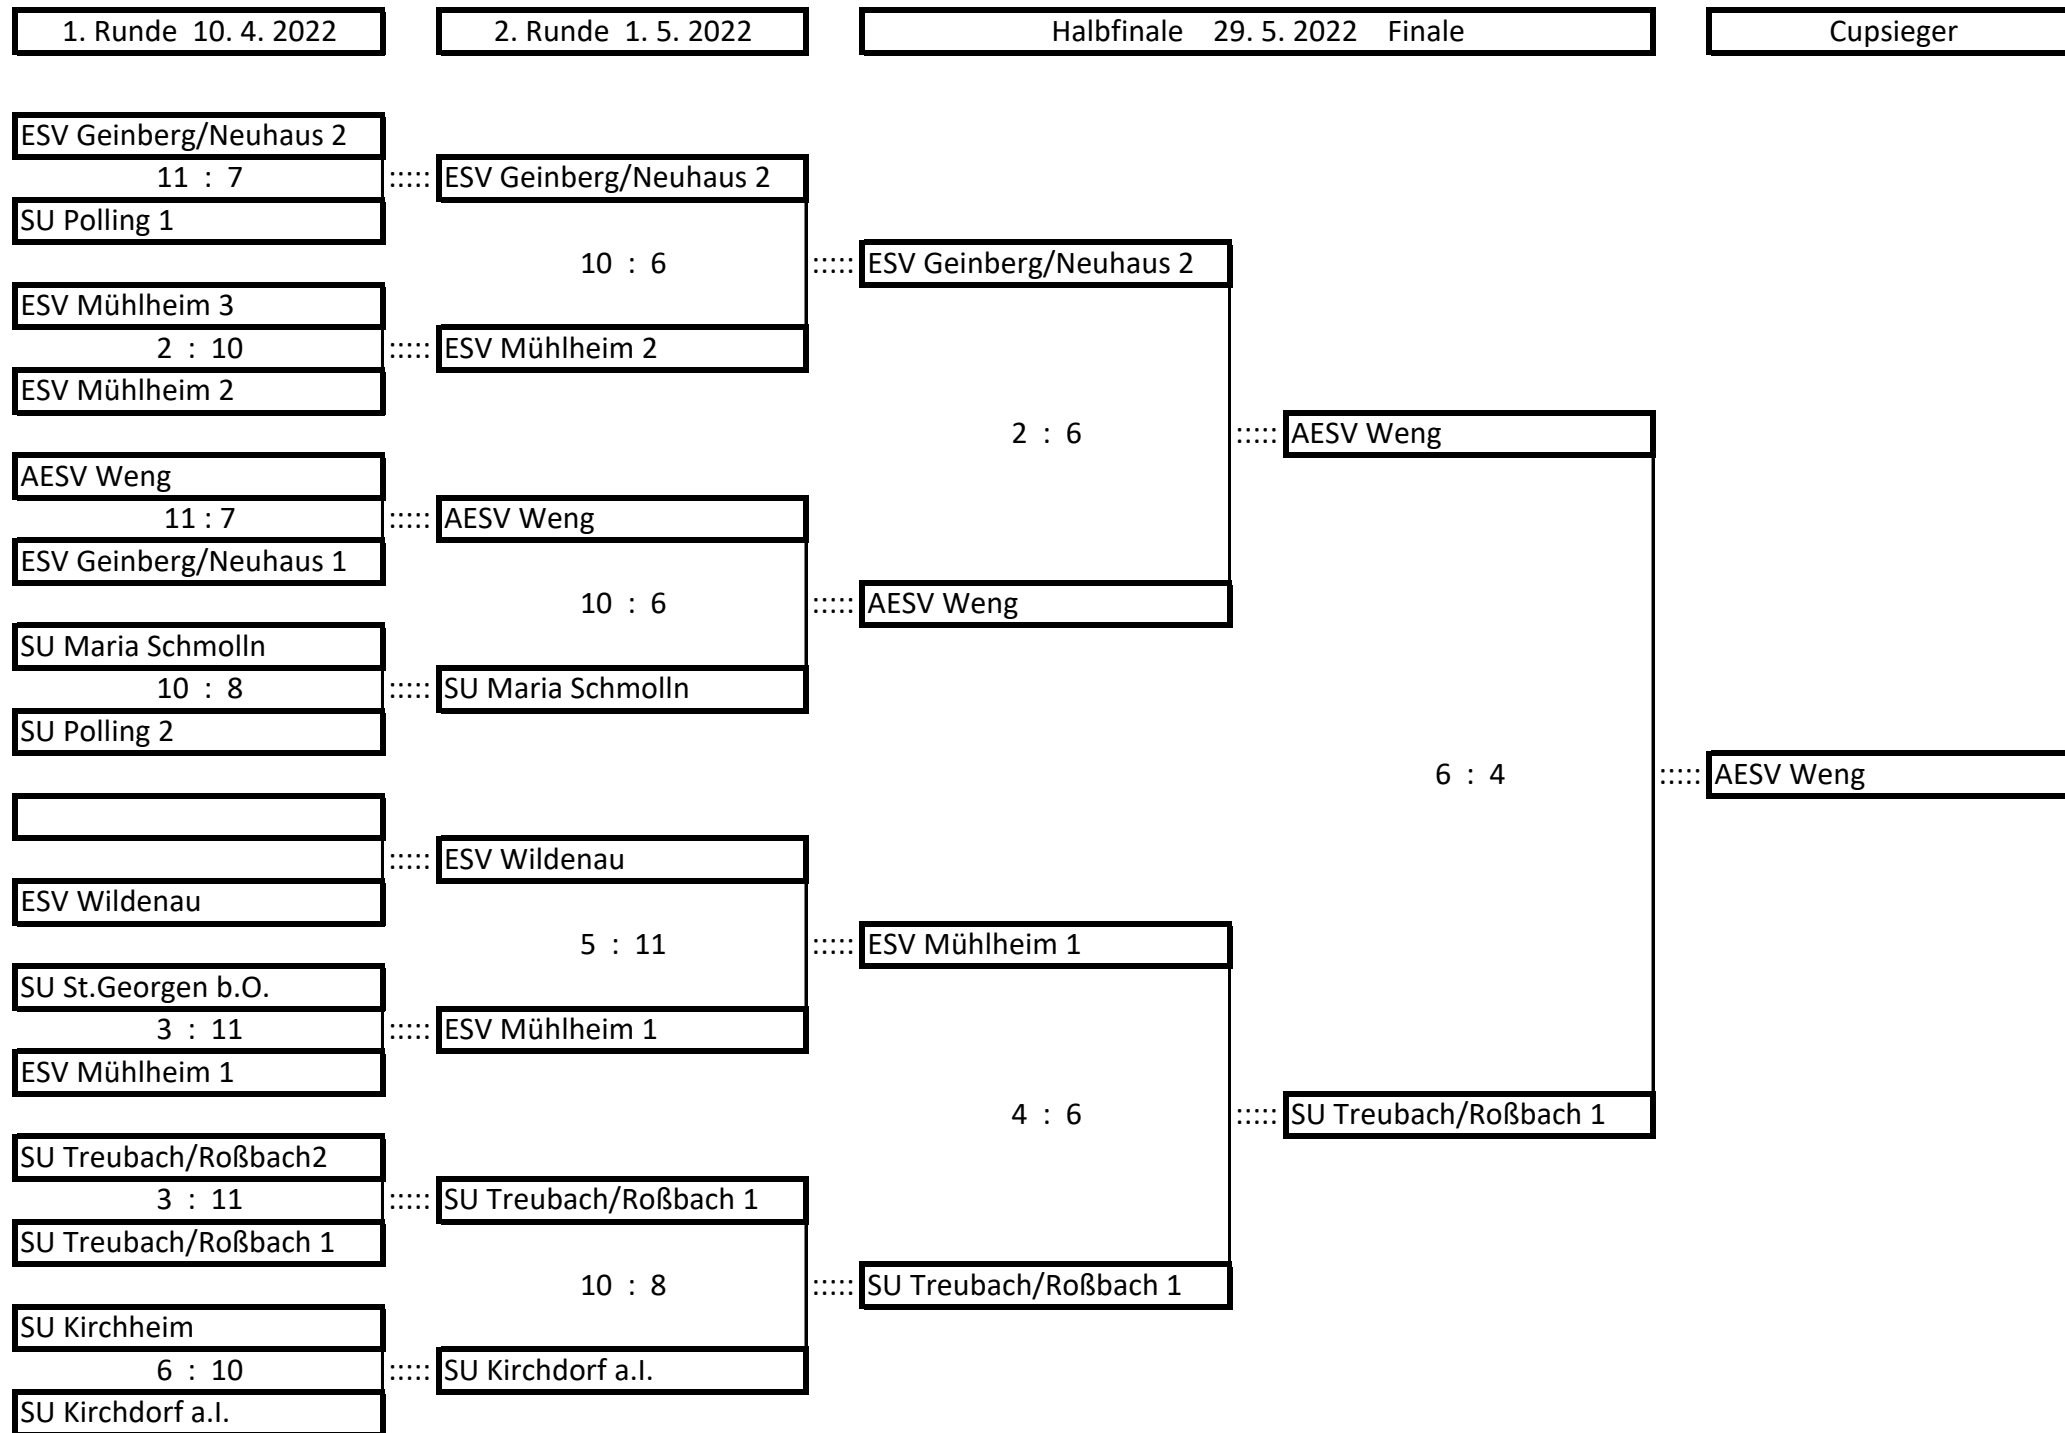 1. Runde 10. 4. 2022
2. Runde 1. 5. 2022
Halbfinale 29. 5. 2022 Finale
Cupsieger
ESV Geinberg/Neuhaus 2
11 : 7
::::: ESV Geinberg/Neuhaus 2
SU Polling 1
10 : 6
::::: ESV Geinberg/Neuhaus 2
ESV Mühlheim 3
2 : 10
::::: ESV Mühlheim 2
ESV Mühlheim 2
2 : 6
::::: AESV Weng
AESV Weng
11 : 7
::::: AESV Weng
ESV Geinberg/Neuhaus 1
10 : 6
::::: AESV Weng
SU Maria Schmolln
10 : 8
::::: SU Maria Schmolln
SU Polling 2
6 : 4
::::: AESV Weng
::::: ESV Wildenau
ESV Wildenau
5 : 11
::::: ESV Mühlheim 1
SU St.Georgen b.O.
3 : 11
::::: ESV Mühlheim 1
ESV Mühlheim 1
4 : 6
::::: SU Treubach/Roßbach 1
SU Treubach/Roßbach2
3 : 11
::::: SU Treubach/Roßbach 1
SU Treubach/Roßbach 1
10 : 8
::::: SU Treubach/Roßbach 1
SU Kirchheim
6 : 10
::::: SU Kirchdorf a.I.
SU Kirchdorf a.I.